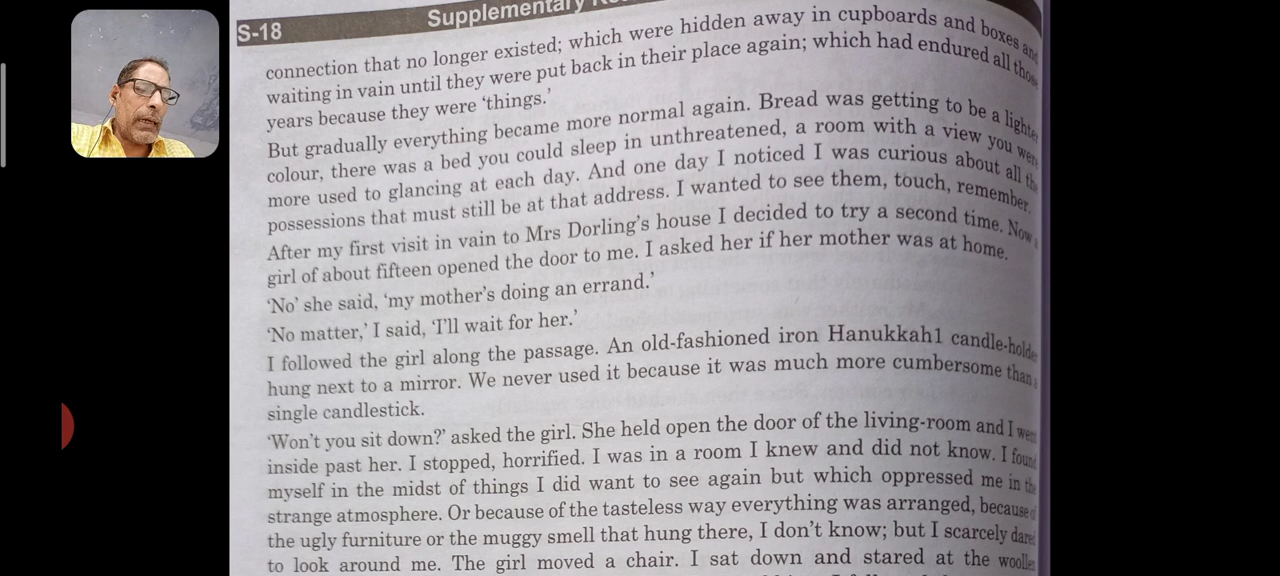 S-18
Supplementary
connection that no longer existed; which were hidden away in cupboards and boxes and
waiting in vain until they were put back in their place again; which had endured all those
years because they were ‘things.’
But gradually everything became more normal again. Bread was getting to be a lighter
colour, there was a bed you could sleep in unthreatened, a room with a view you were
more used to glancing at each day. And one day I noticed I was curious about all the
possessions that must still be at that address. I wanted to see them, touch, remember.
After my first visit in vain to Mrs Dorling’s house I decided to try a second time. Now a
girl of about fifteen opened the door to me. I asked her if her mother was at home.
‘No’ she said, ‘my mother’s doing an errand.’
‘No matter,’ I said, ‘I’ll wait for her.’
I followed the girl along the passage. An old-fashioned iron Hanukkah1 candle-holder
hung next to a mirror. We never used it because it was much more cumbersome than a
single candlestick.
‘Won’t you sit down?’ asked the girl. She held open the door of the living-room and I went
inside past her. I stopped, horrified. I was in a room I knew and did not know. I found
myself in the midst of things I did want to see again but which oppressed me in the
strange atmosphere. Or because of the tasteless way everything was arranged, because of
the ugly furniture or the muggy smell that hung there, I don’t know; but I scarcely dared
to look around me. The girl moved a chair. I sat down and stared at the woollen